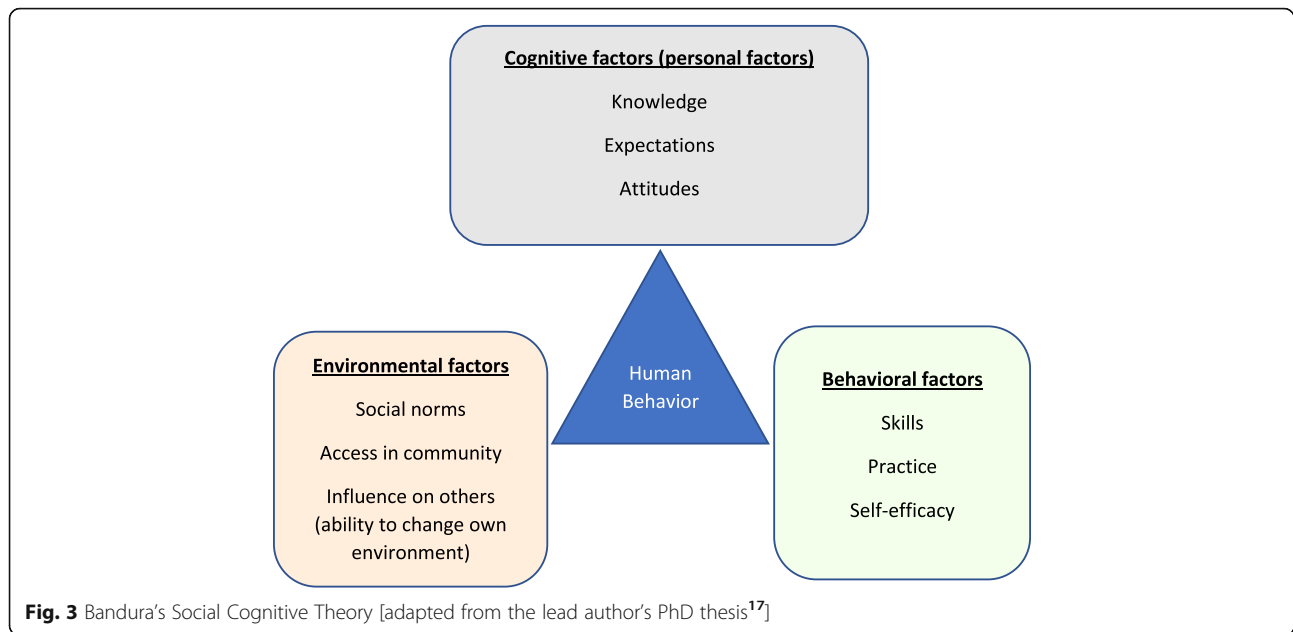 Cognitive factors (personal factors)
Knowledge
Expectations
Attitudes
Human
Behavior
Environmental factors
Social norms
Access in community
Influence on others
(ability to change own
environment)
Behavioral factors
Skills
Practice
Self-efficacy
Fig. 3 Bandura’s Social Cognitive Theory [adapted from the lead author’s PhD thesis17]